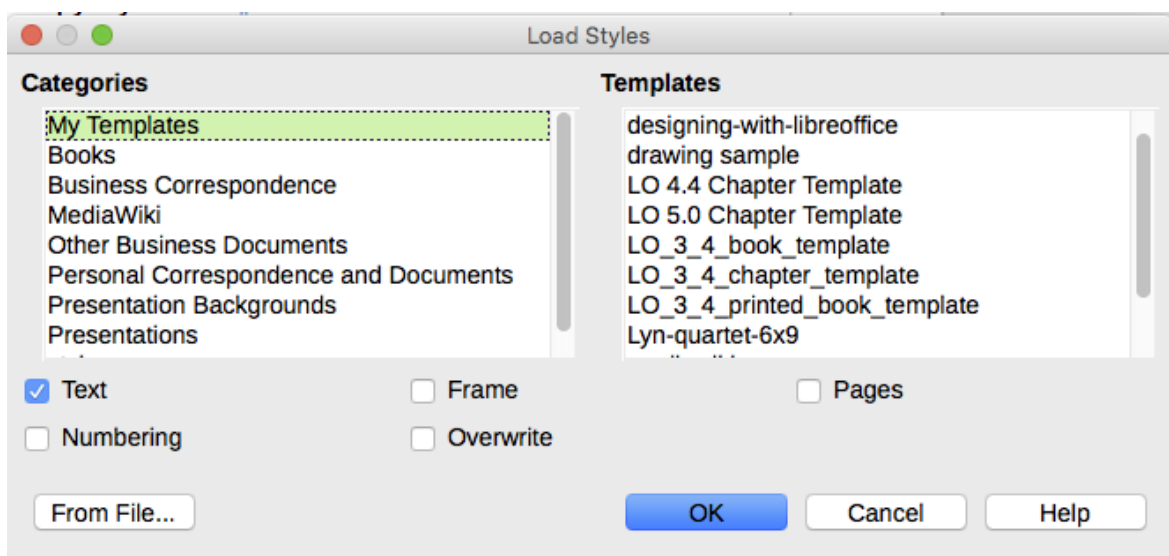 Load Styles
Categories
My Templates
Books
Business Correspondence
MediaWiki
Other Business Documents
Personal Correspondence and Documents
Presentation Backgrounds
Presentations
Templates
designing-with-libreoffice
drawing sample
LO 4.4 Chapter Template
LO 5.0 Chapter Template
LO_3_4_book_template
LO_3_4_chapter_template
LO_3_4_printed_book_template
Lyn-quartet-6x9
Text
Frame
Pages
Numbering
Overwrite
From File...
OK
Cancel
Help